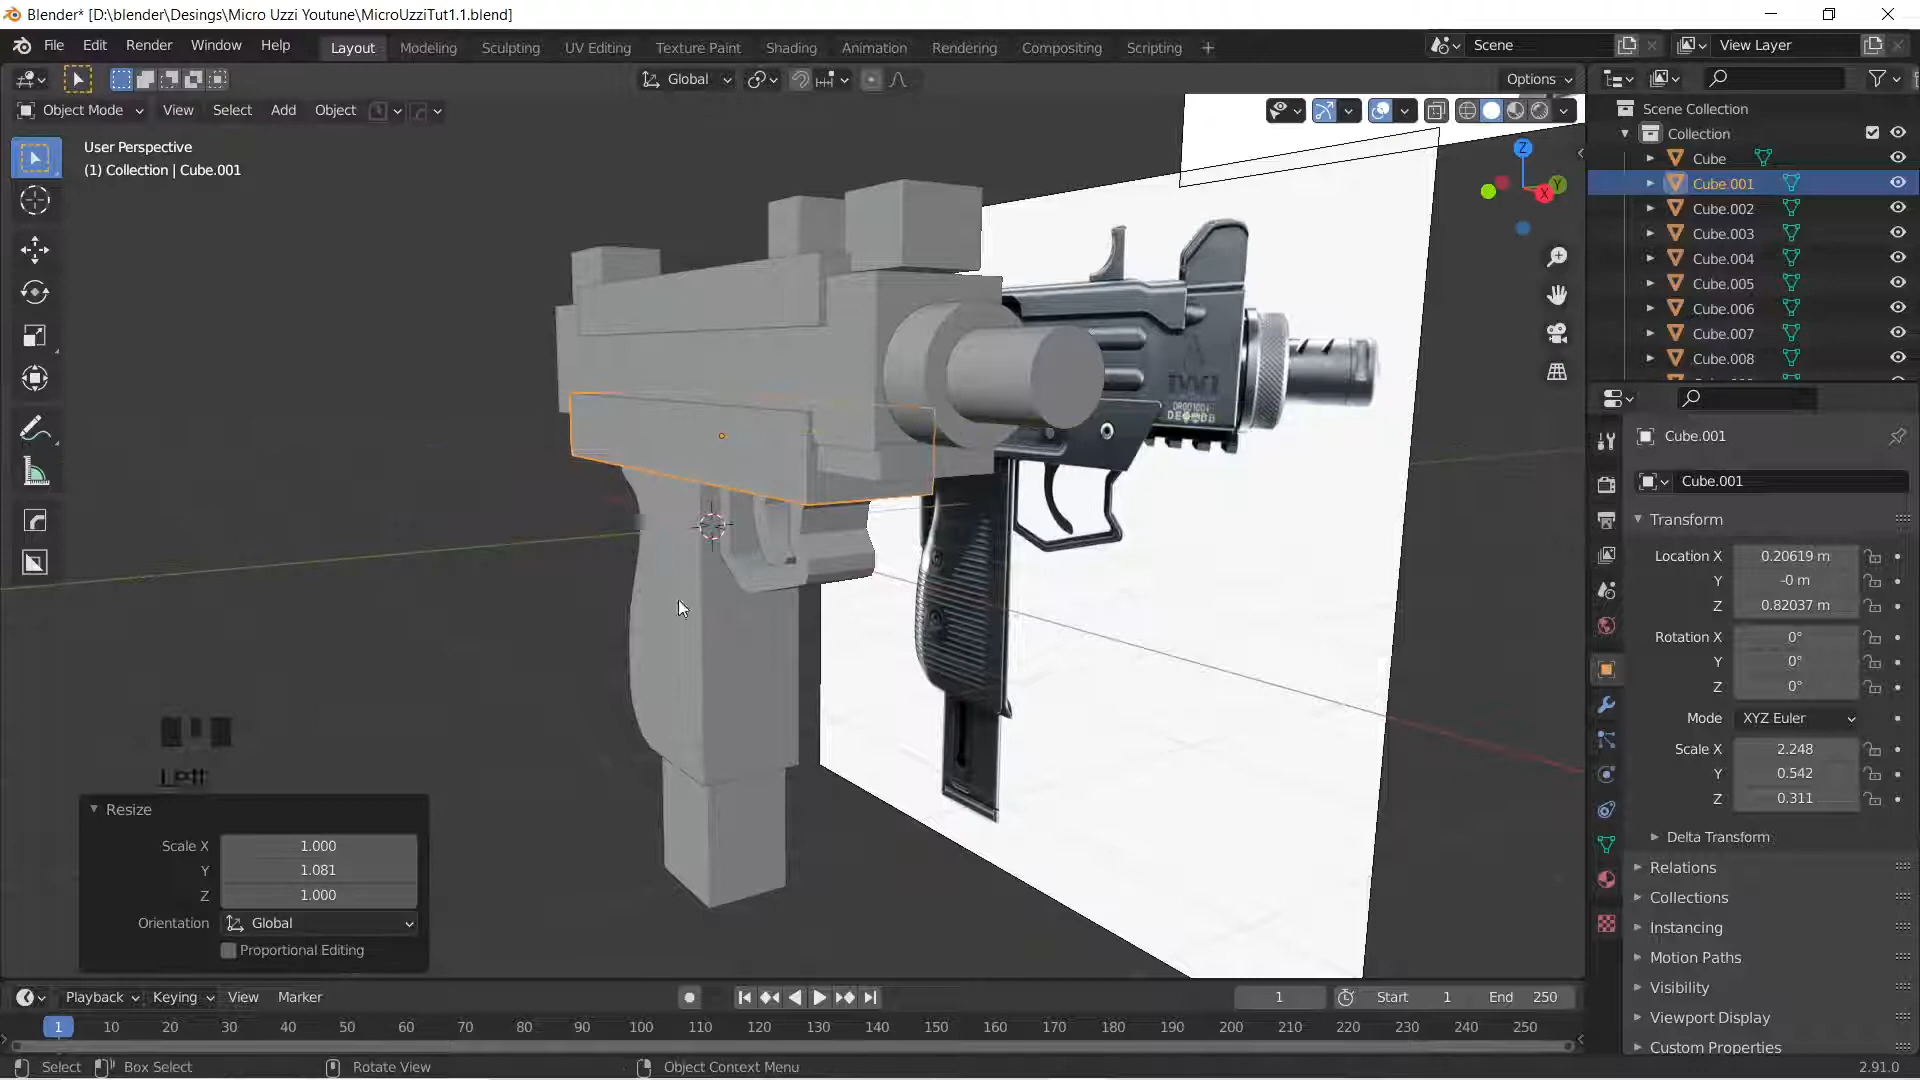 Blender* [D:\blender\Desings\Micro Uzzi Youtune\MicroUzziTut1.1.blend]
File Edit Render Window Help Layout Modeling Sculpting UV Editing Texture Paint Shading Animation Rendering Compositing Scripting + Scene View Layer
Global Options
Object Mode View Select Add Object
User Perspective
(1) Collection | Cube.001
Z
Y
X
Scene Collection
Collection
Cube
Cube.001
Cube.002
Cube.003
Cube.004
Cube.005
Cube.006
Cube.007
Cube.008
IWI
Cube.001
Cube.001
Transform
Location X 0.20619 m
Y -0 m
Z 0.82037 m
Rotation X 0°
Y 0°
Z 0°
Mode XYZ Euler
Scale X 2.248
Y 0.542
Z 0.311
Delta Transform
Relations
Collections
Instancing
Motion Paths
Visibility
Viewport Display
Custom Properties
Resize
Scale X 1.000
Y 1.081
Z 1.000
Orientation Global
Proportional Editing
Playback Keying View Marker 1 Start 1 End 250
1 10 20 30 40 50 60 70 80 90 100 110 120 130 140 150 160 170 180 190 200 210 220 230 240 250
Select Box Select Rotate View Object Context Menu 2.91.0